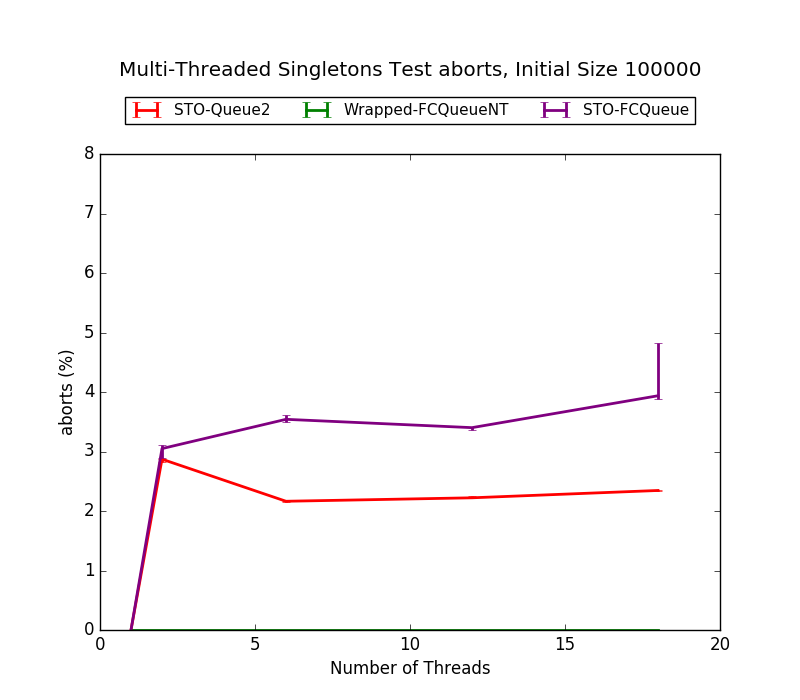 Multi-Threaded Singletons Test aborts, Initial Size 100000
STO-Queue2 Wrapped-FCQueueNT STO-FCQueue
8
7
6
5
4
3
2
1
0
aborts (%)
0 5 10 15 20
Number of Threads